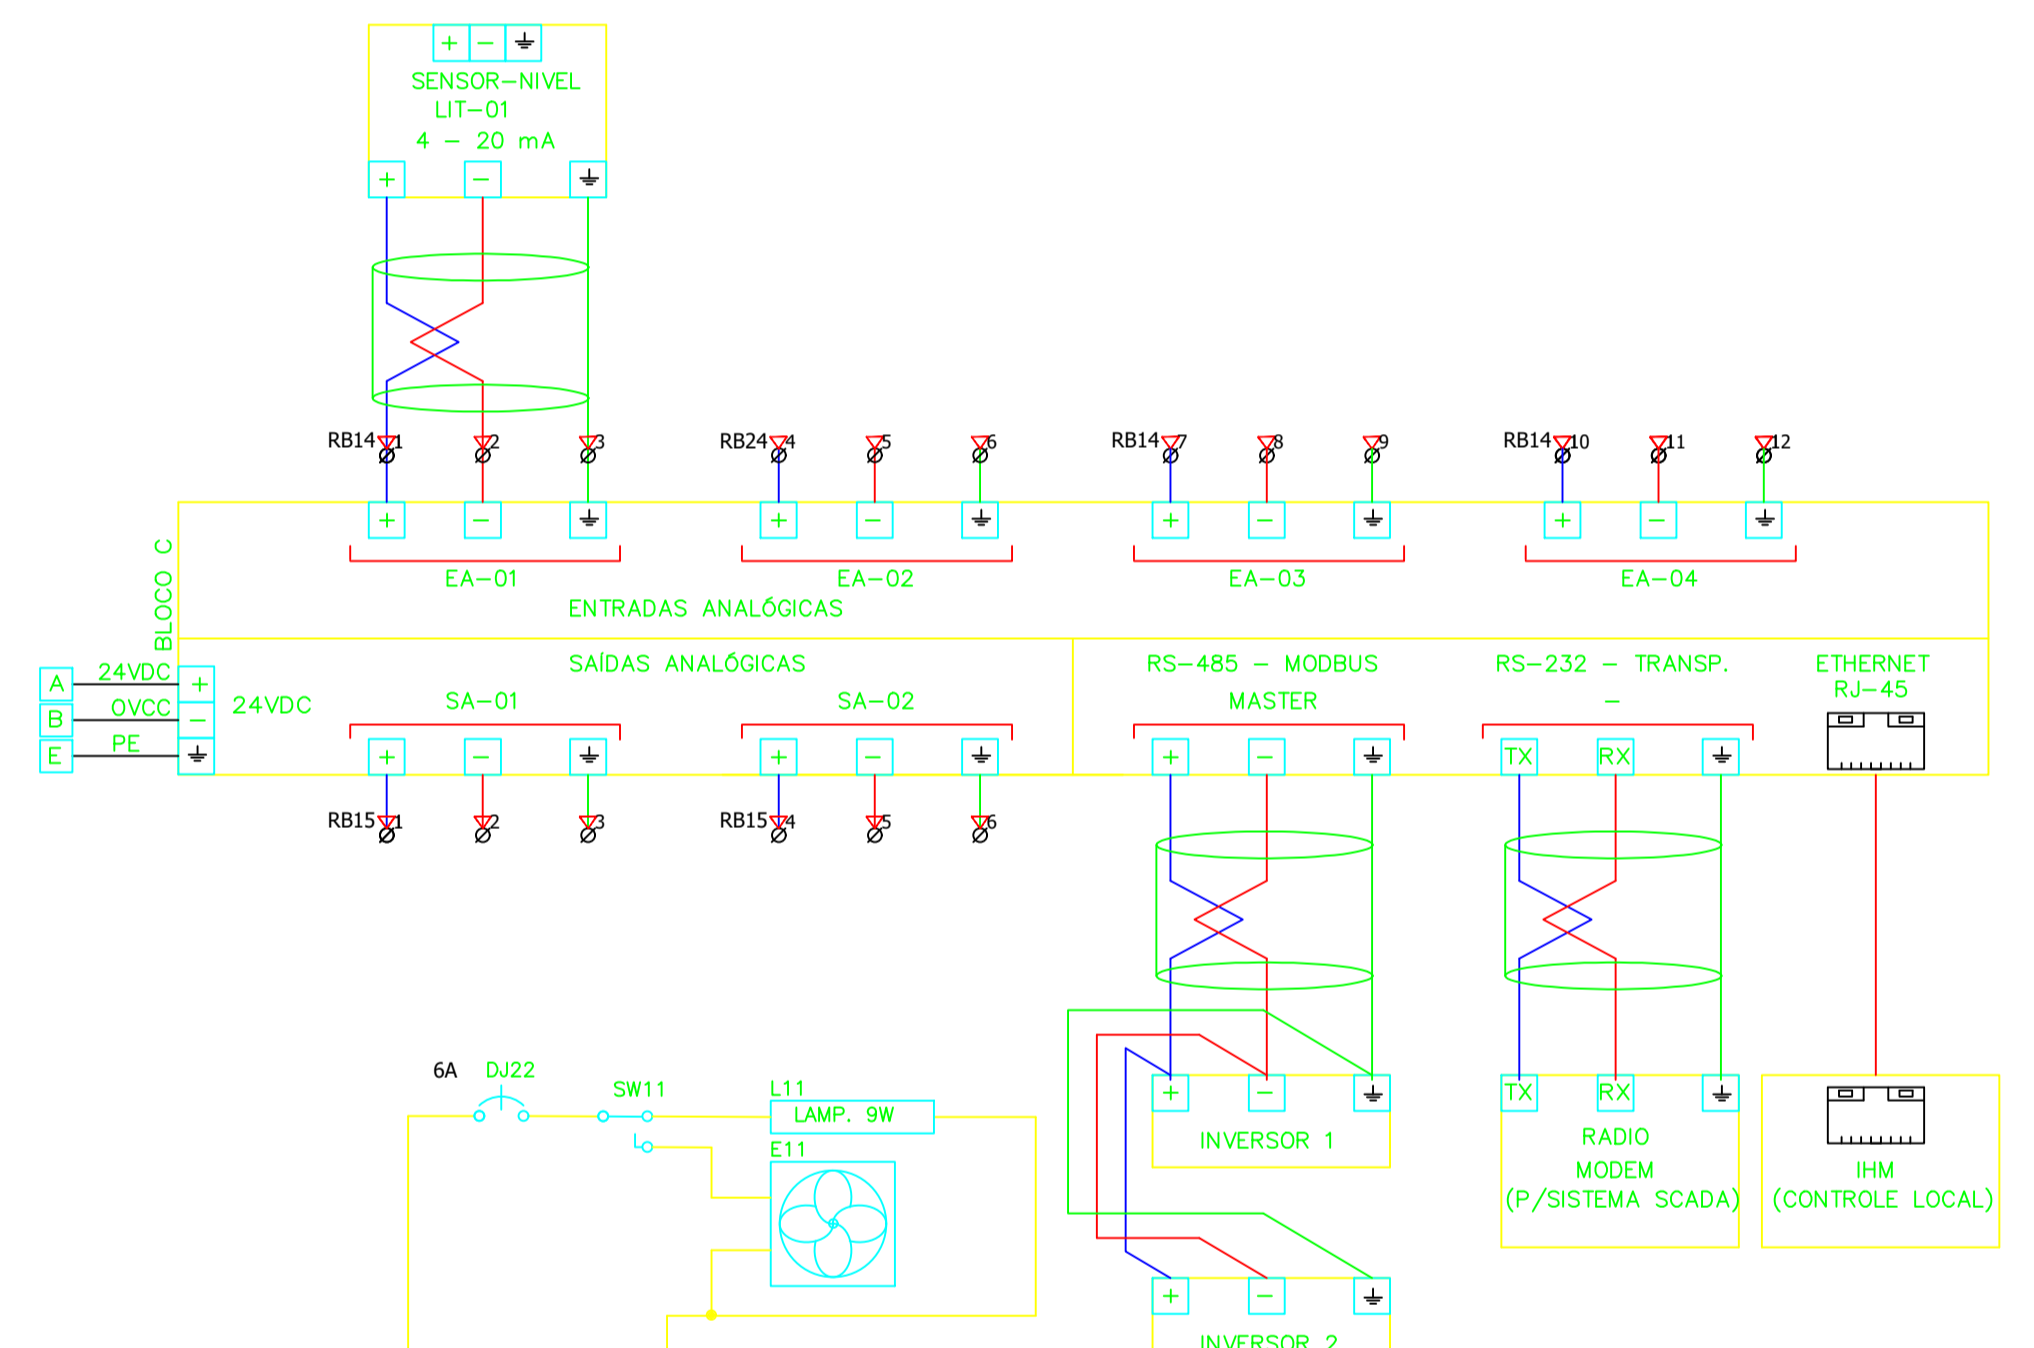 + −
SENSOR−NIVEL
LIT−01
4 − 20 mA
+ −
RB14 1 2 3 RB24 4 5 6 RB14 7 8 9 RB14 10 11 12
+ − + − + − + −
EA−01 EA−02 EA−03 EA−04
ENTRADAS ANALÓGICAS
BLOCO C
SAÍDAS ANALÓGICAS RS−485 − MODBUS RS−232 − TRANSP. ETHERNET
RJ−45
A 24VDC + 24VDC
B 0VCC −
E PE
SA−01 SA−02 MASTER −
+ − + − + − TX RX
RB15 1 2 3 RB15 4 5 6
6A DJ22 SW11 L11
LAMP. 9W
E11
+ − TX RX
INVERSOR 1
RADIO
MODEM
(P/SISTEMA SCADA)
IHM
(CONTROLE LOCAL)
+ −
INVERSOR 2